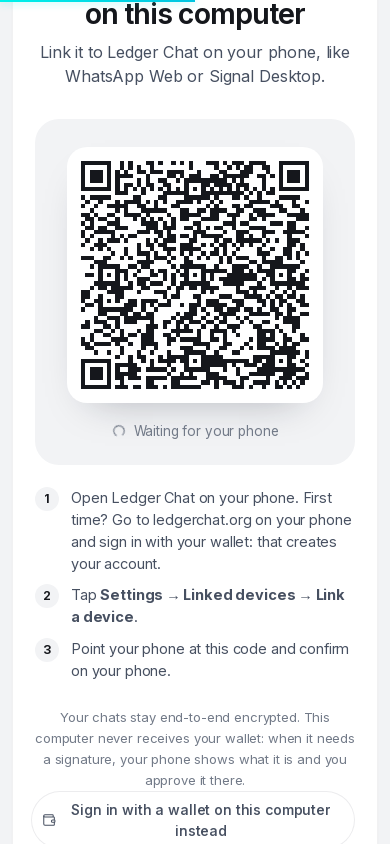 on this computer
Link it to Ledger Chat on your phone, like
WhatsApp Web or Signal Desktop.
Waiting for your phone
1 Open Ledger Chat on your phone. First
time? Go to ledgerchat.org on your phone
and sign in with your wallet: that creates
your account.
2 Tap Settings → Linked devices → Link
a device.
3 Point your phone at this code and confirm
on your phone.
Your chats stay end-to-end encrypted. This
computer never receives your wallet: when it needs
a signature, your phone shows what it is and you
approve it there.
Sign in with a wallet on this computer
instead